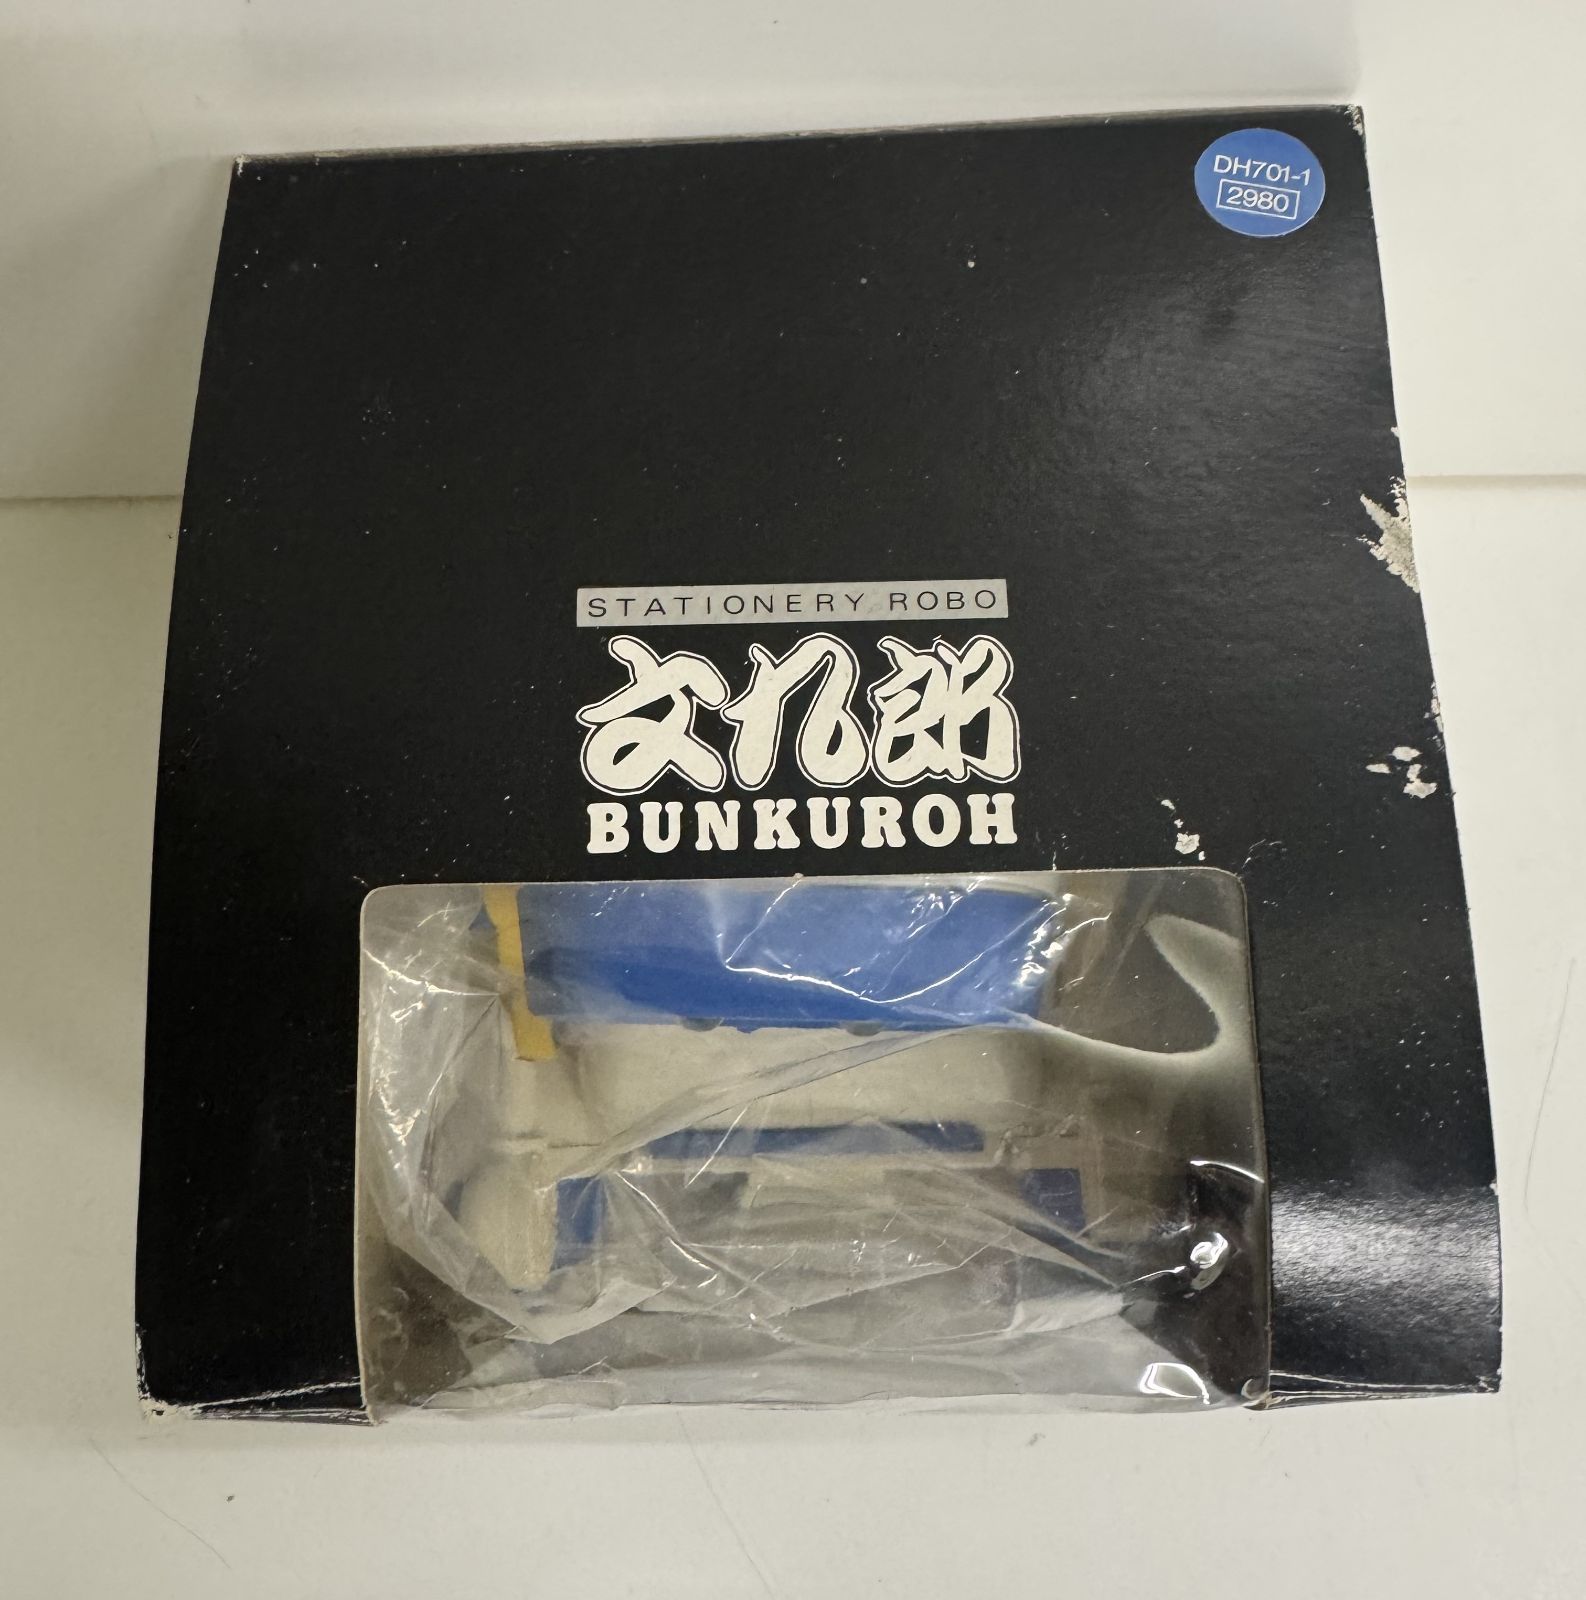 DH701-1
2980
STATIONERY ROBO
文九郎
BUNKUROH